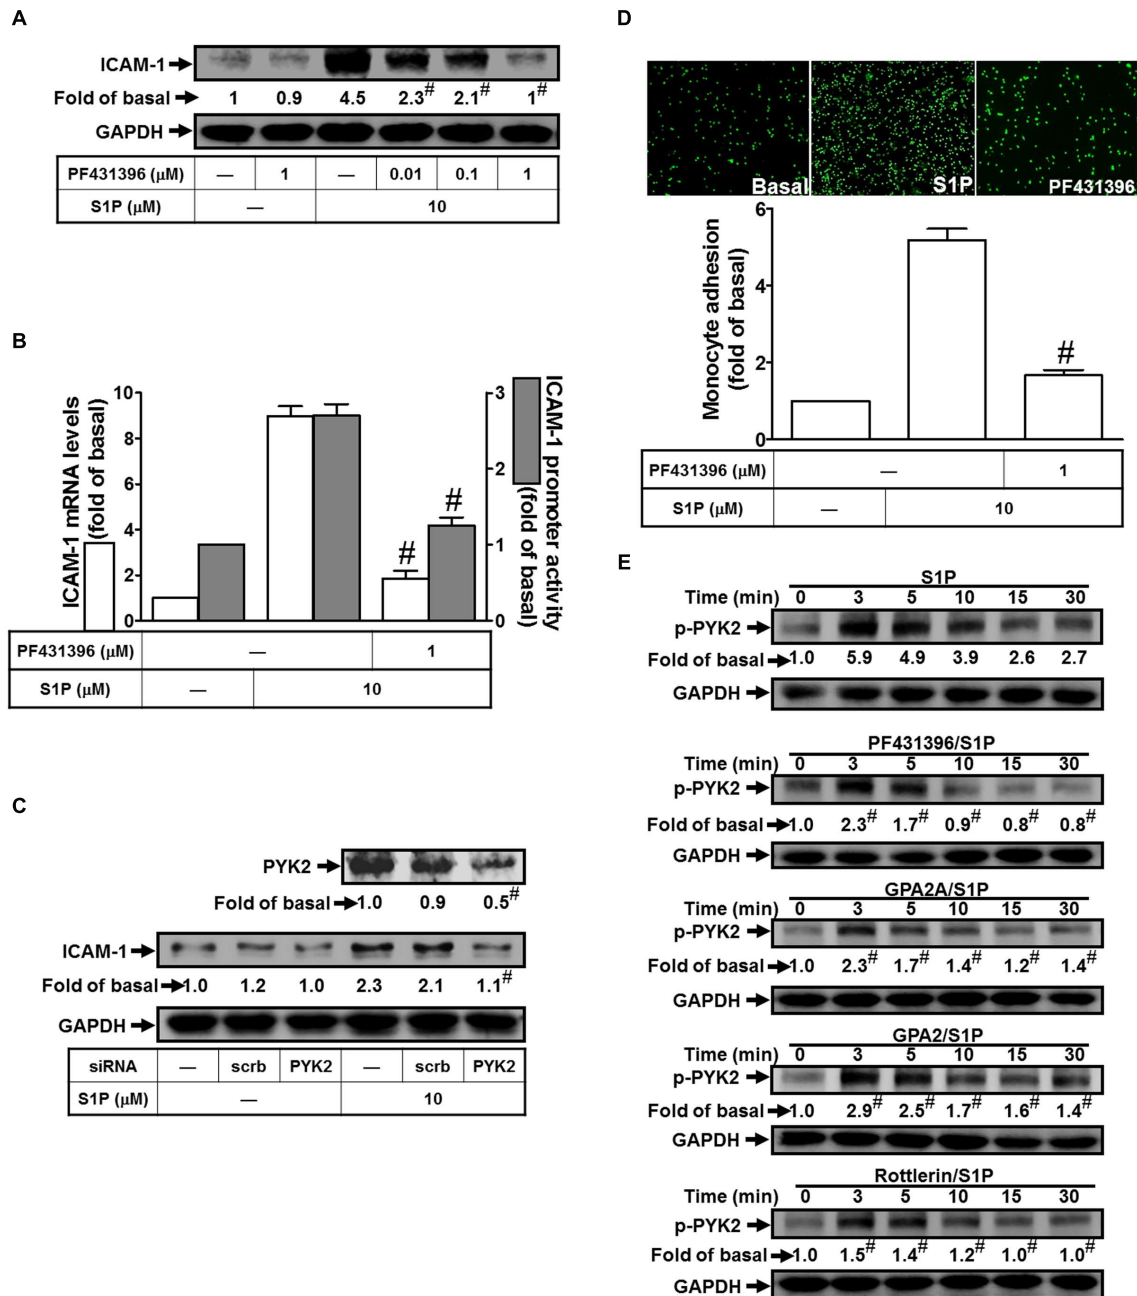 A
ICAM-1
Fold of basal 1 0.9 4.5 2.3# 2.1# 1#
GAPDH
PF431396 (μM) — 1 — 0.01 0.1 1
S1P (μM) — 10
B
ICAM-1 mRNA levels
(fold of basal)
10
8
6
4
2
0
3
2
1
0
# #
ICAM-1 promoter activity
(fold of basal)
PF431396 (μM) — 1
S1P (μM) — 10
C
PYK2
Fold of basal 1.0 0.9 0.5#
ICAM-1
Fold of basal 1.0 1.2 1.0 2.3 2.1 1.1#
GAPDH
siRNA — scrb PYK2 — scrb PYK2
S1P (μM) — 10
D
Basal S1P PF431396
Monocyte adhesion
(fold of basal)
6
4
2
0
#
PF431396 (μM) — 1
S1P (μM) — 10
E
S1P
Time (min) 0 3 5 10 15 30
p-PYK2
Fold of basal 1.0 5.9 4.9 3.9 2.6 2.7
GAPDH
PF431396/S1P
Time (min) 0 3 5 10 15 30
p-PYK2
Fold of basal 1.0 2.3# 1.7# 0.9# 0.8# 0.8#
GAPDH
GPA2A/S1P
Time (min) 0 3 5 10 15 30
p-PYK2
Fold of basal 1.0 2.3# 1.7# 1.4# 1.2# 1.4#
GAPDH
GPA2/S1P
Time (min) 0 3 5 10 15 30
p-PYK2
Fold of basal 1.0 2.9# 2.5# 1.7# 1.6# 1.4#
GAPDH
Rottlerin/S1P
Time (min) 0 3 5 10 15 30
p-PYK2
Fold of basal 1.0 1.5# 1.4# 1.2# 1.0# 1.0#
GAPDH